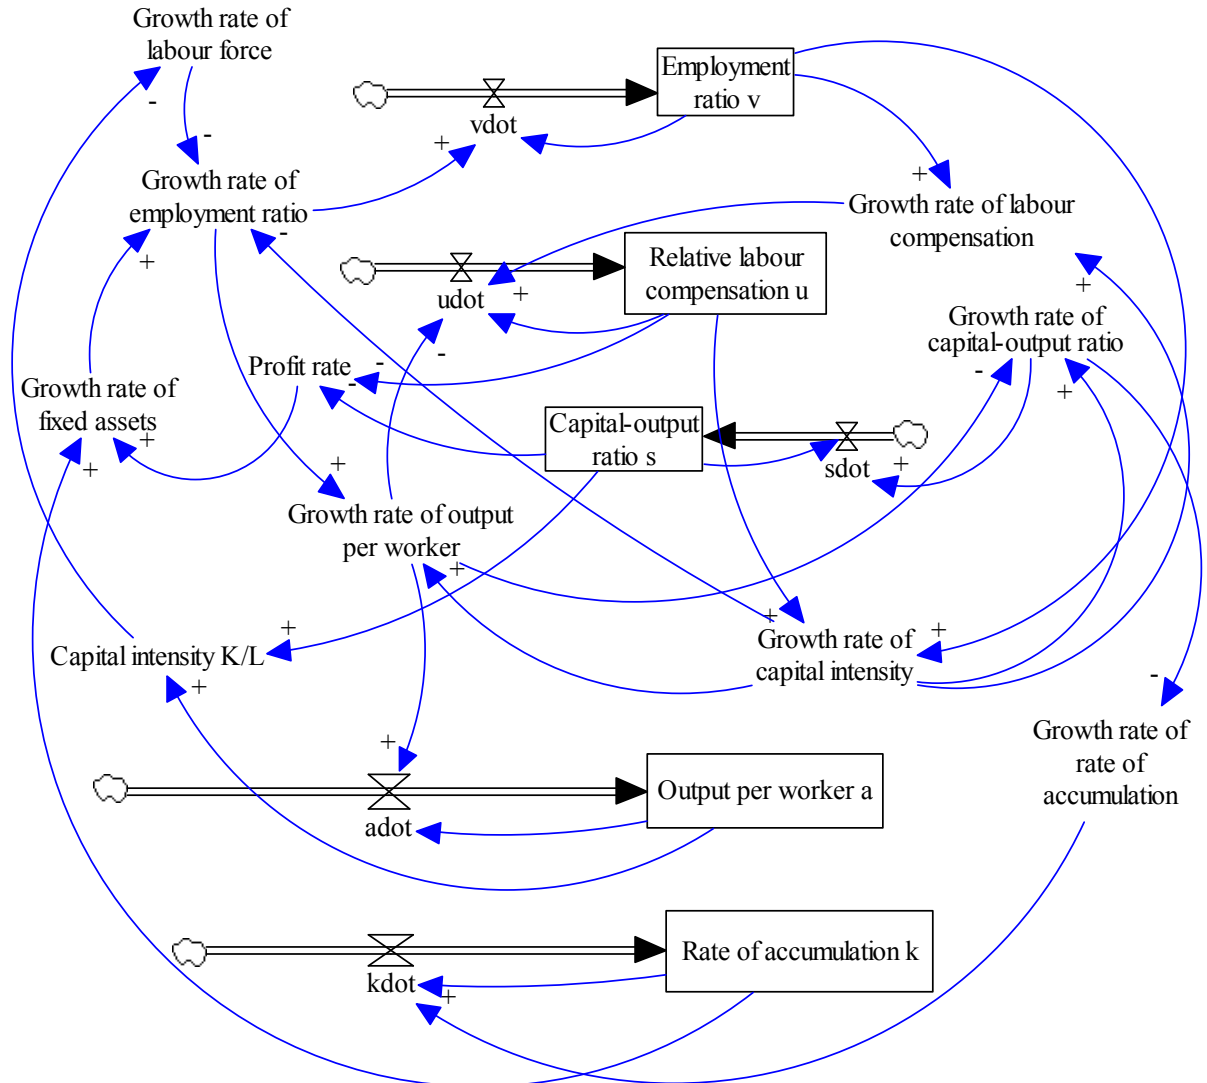 Growth rate of
labour force
-
-
Employment
ratio v
vdot
+
+
Growth rate of
employment ratio
-
+
Growth rate of labour
compensation
+
Relative labour
compensation u
udot
+
-
Growth rate of
capital-output ratio
-
+
Profit rate
-
-
Growth rate of
fixed assets
+
+
Capital-output
ratio s
sdot
+
+
Growth rate of output
per worker
+
Capital intensity K/L
+
+
+
Growth rate of
capital intensity
+
-
Growth rate of
rate of
accumulation
+
adot
Output per worker a
kdot
+
Rate of accumulation k